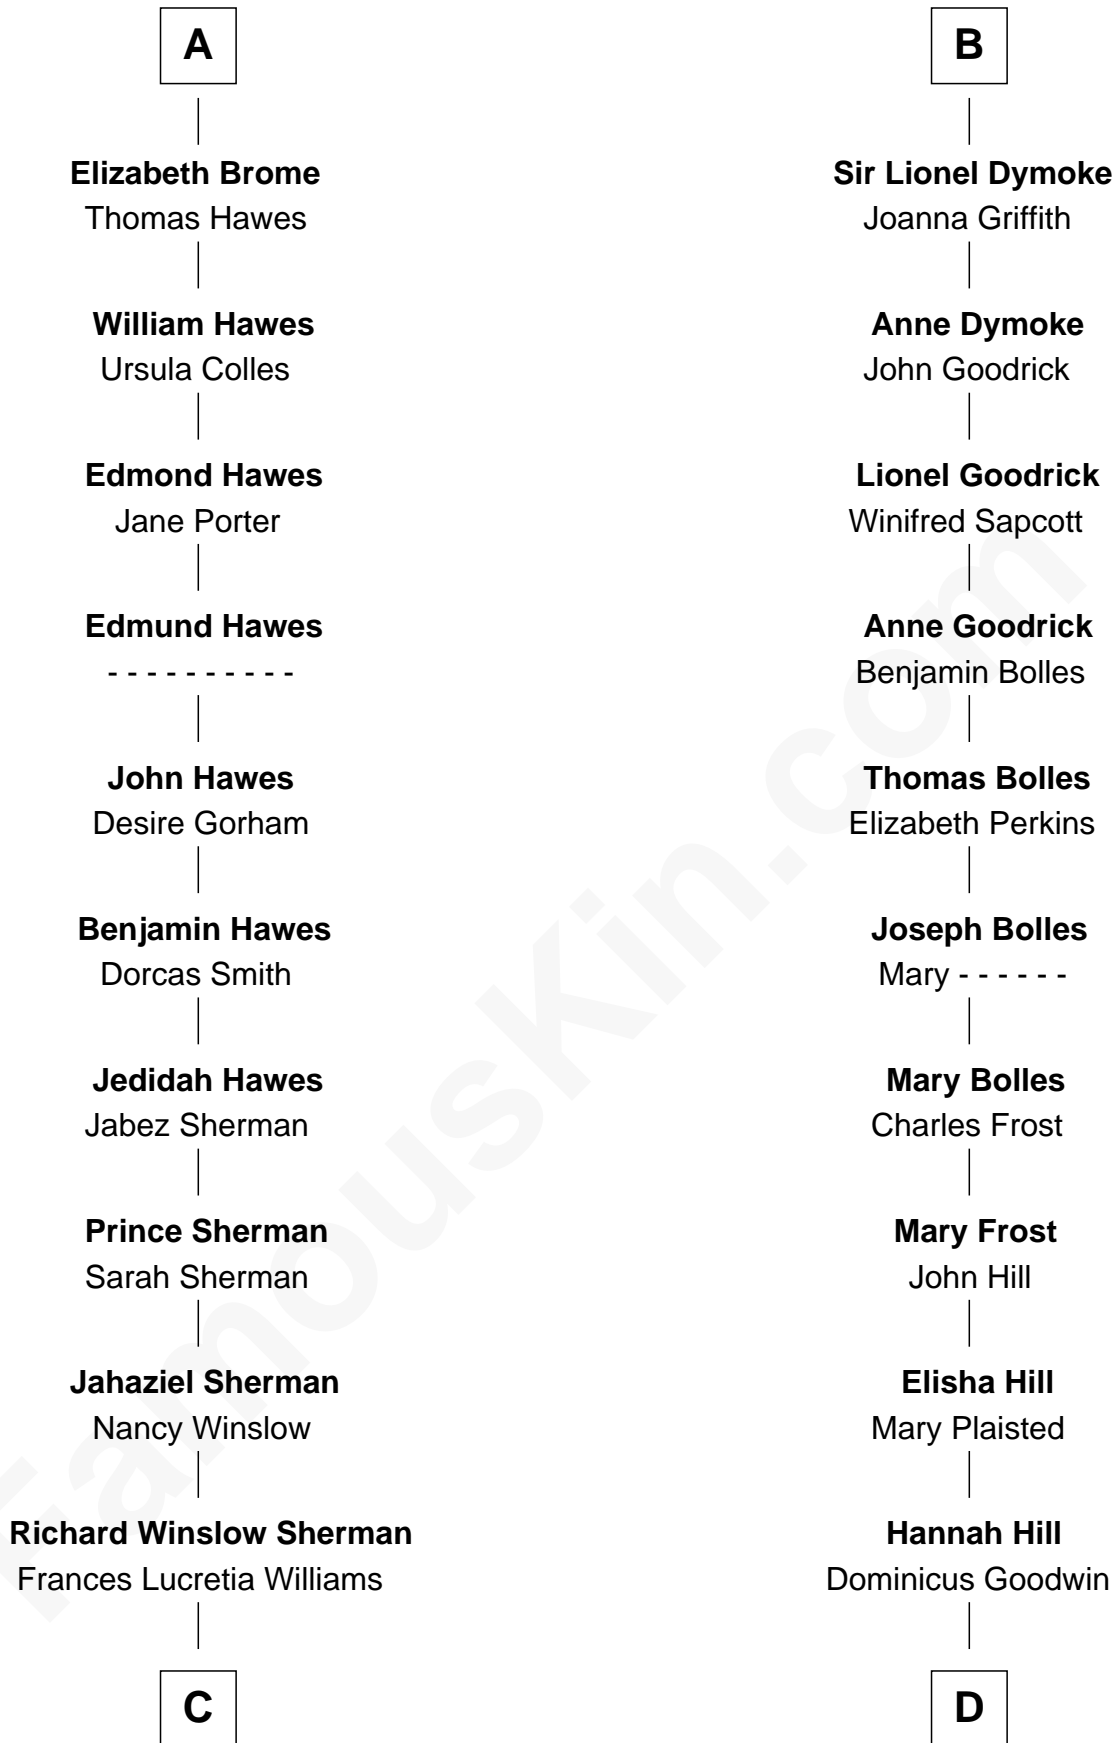 A
Elizabeth Brome
Thomas Hawes
William Hawes
Ursula Colles
Edmond Hawes
Jane Porter
Edmund Hawes
- - - - - - - - - -
John Hawes
Desire Gorham
Benjamin Hawes
Dorcas Smith
Jedidah Hawes
Jabez Sherman
Prince Sherman
Sarah Sherman
Jahaziel Sherman
Nancy Winslow
Richard Winslow Sherman
Frances Lucretia Williams
C
B
Sir Lionel Dymoke
Joanna Griffith
Anne Dymoke
John Goodrick
Lionel Goodrick
Winifred Sapcott
Anne Goodrick
Benjamin Bolles
Thomas Bolles
Elizabeth Perkins
Joseph Bolles
Mary - - - - - -
Mary Bolles
Charles Frost
Mary Frost
John Hill
Elisha Hill
Mary Plaisted
Hannah Hill
Dominicus Goodwin
D
FamousKin.com